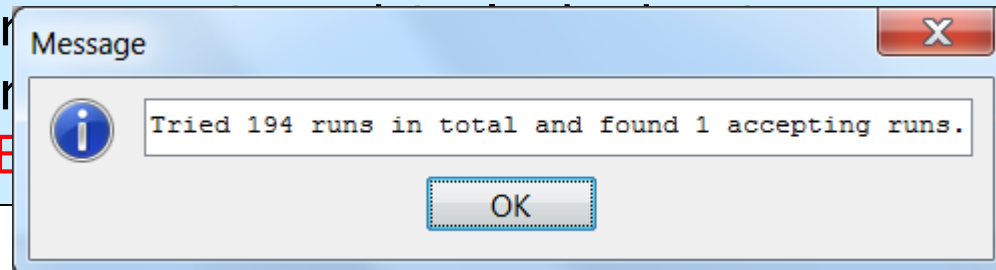 Message
Tried 194 runs in total and found 1 accepting runs.
OK